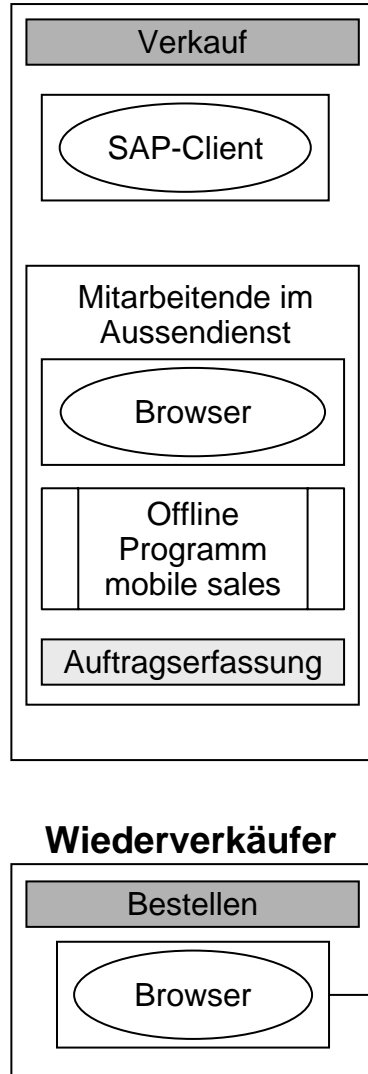 Verkauf
SAP-Client
Mitarbeitende im
Aussendienst
Browser
Offline
Programm
mobile sales
Auftragserfassung
Wiederverkäufer
Bestellen
Browser